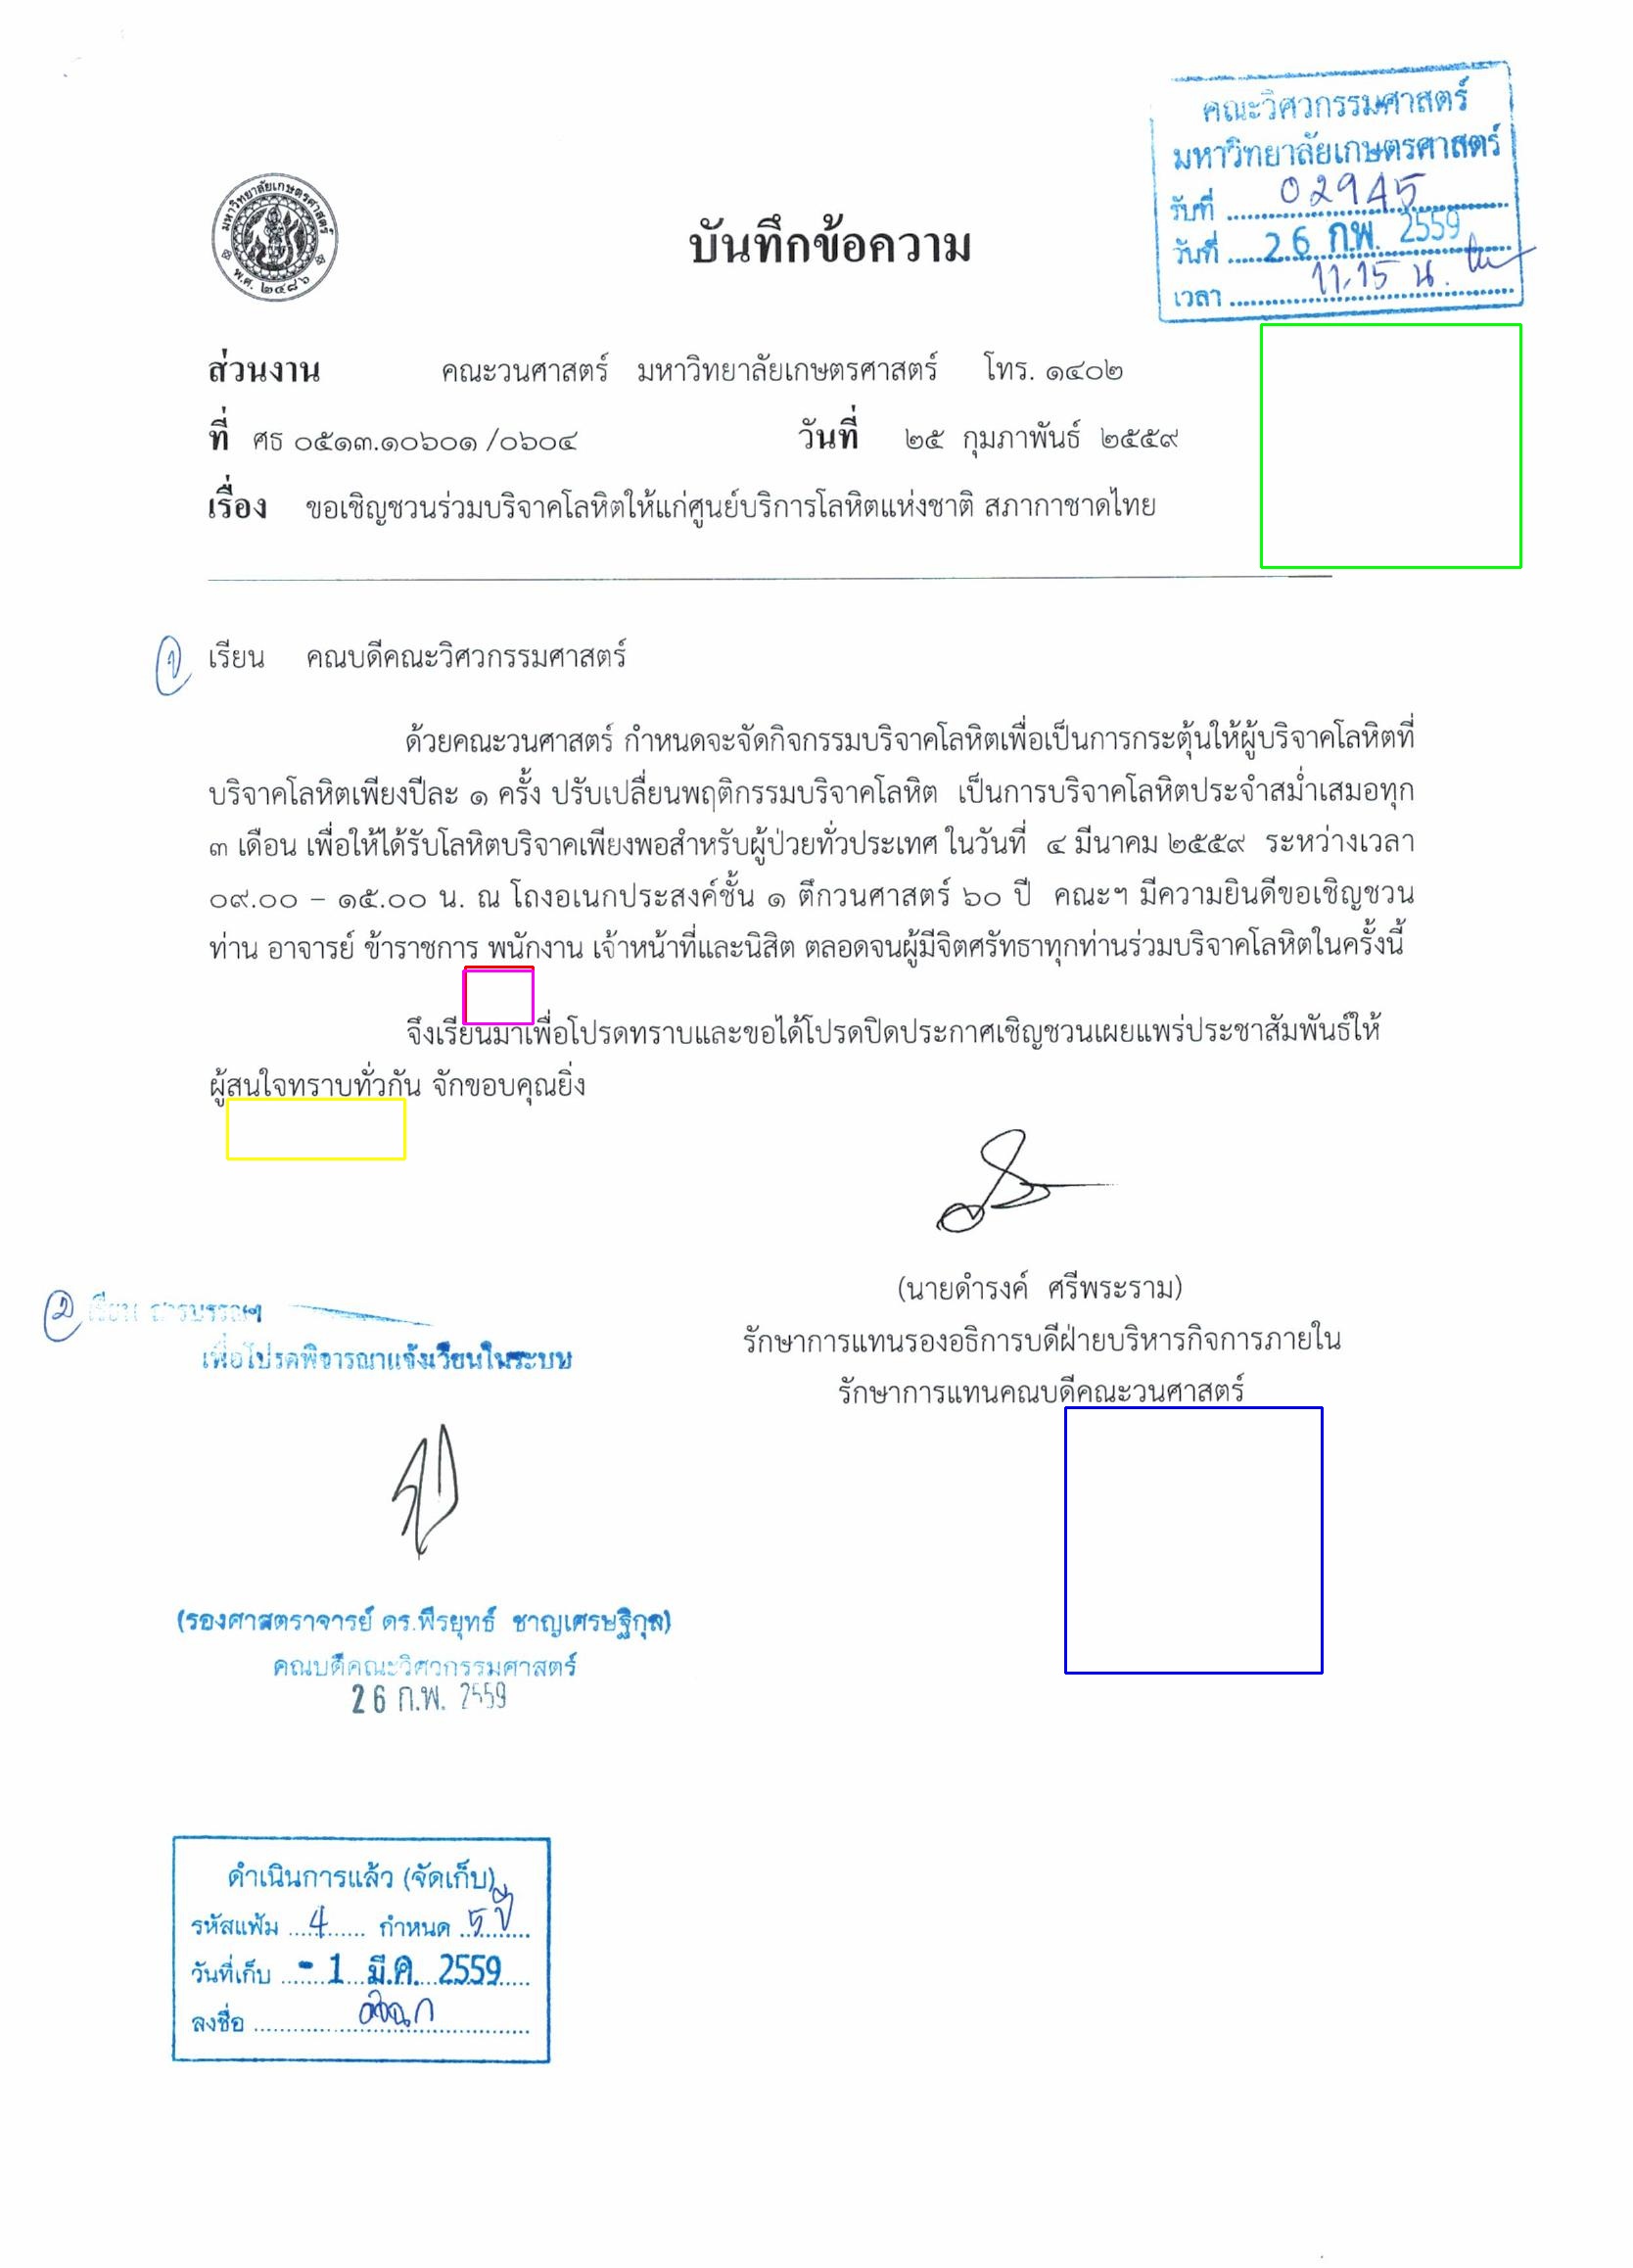 คณะวิศวกรรมศาสตร์
มหาวิทยาลัยเกษตรศาสตร์
รับที่ 02945
วันที่ 26 ก.พ. 2559
เวลา 11.15 น.
มหาวิทยาลัยเกษตรศาสตร์
พ.ศ. ๒๔๘๖
บันทึกข้อความ
ส่วนงาน คณะวนศาสตร์ มหาวิทยาลัยเกษตรศาสตร์ โทร. ๑๔๐๒
ที่ ศธ ๐๕๑๓.๑๐๖๐๑ /๐๖๐๔ วันที่ ๒๕ กุมภาพันธ์ ๒๕๕๙
เรื่อง ขอเชิญชวนร่วมบริจาคโลหิตให้แก่ศูนย์บริการโลหิตแห่งชาติ สภากาชาดไทย
๑ เรียน คณบดีคณะวิศวกรรมศาสตร์
ด้วยคณะวนศาสตร์ กำหนดจะจัดกิจกรรมบริจาคโลหิตเพื่อเป็นการกระตุ้นให้ผู้บริจาคโลหิตที่
บริจาคโลหิตเพียงปีละ ๑ ครั้ง ปรับเปลี่ยนพฤติกรรมบริจาคโลหิต เป็นการบริจาคโลหิตประจำสม่ำเสมอทุก
๓ เดือน เพื่อให้ได้รับโลหิตบริจาคเพียงพอสำหรับผู้ป่วยทั่วประเทศ ในวันที่ ๔ มีนาคม ๒๕๕๙ ระหว่างเวลา
๐๙.๐๐ – ๑๕.๐๐ น. ณ โถงอเนกประสงค์ชั้น ๑ ตึกวนศาสตร์ ๖๐ ปี คณะฯ มีความยินดีขอเชิญชวน
ท่าน อาจารย์ ข้าราชการ พนักงาน เจ้าหน้าที่และนิสิต ตลอดจนผู้มีจิตศรัทธาทุกท่านร่วมบริจาคโลหิตในครั้งนี้
จึงเรียนมาเพื่อโปรดทราบและขอได้โปรดปิดประกาศเชิญชวนเผยแพร่ประชาสัมพันธ์ให้
ผู้สนใจทราบทั่วกัน จักขอบคุณยิ่ง
(นายดำรงค์ ศรีพระราม)
รักษาการแทนรองอธิการบดีฝ่ายบริหารกิจการภายใน
รักษาการแทนคณบดีคณะวนศาสตร์
๒ เรียน สารบรรณฯ
เพื่อโปรดพิจารณาแจ้งเวียนในระบบ
(รองศาสตราจารย์ ดร.พีรยุทธ์ ชาญเศรษฐิกุล)
คณบดีคณะวิศวกรรมศาสตร์
26 ก.พ. 2559
ดำเนินการแล้ว (จัดเก็บ)
รหัสแฟ้ม 4 กำหนด 5 ปี
วันที่เก็บ - 1 มี.ค. 2559
ลงชื่อ